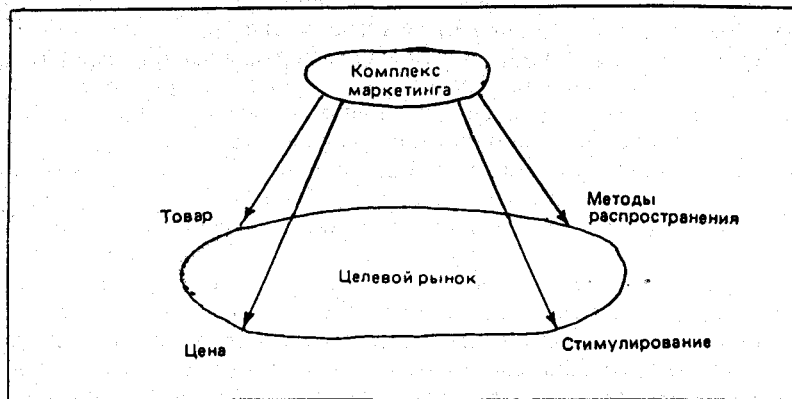 Комплекс
маркетинга
Товар
Методы
распространения
Целевой рынок
Цена
Стимулирование